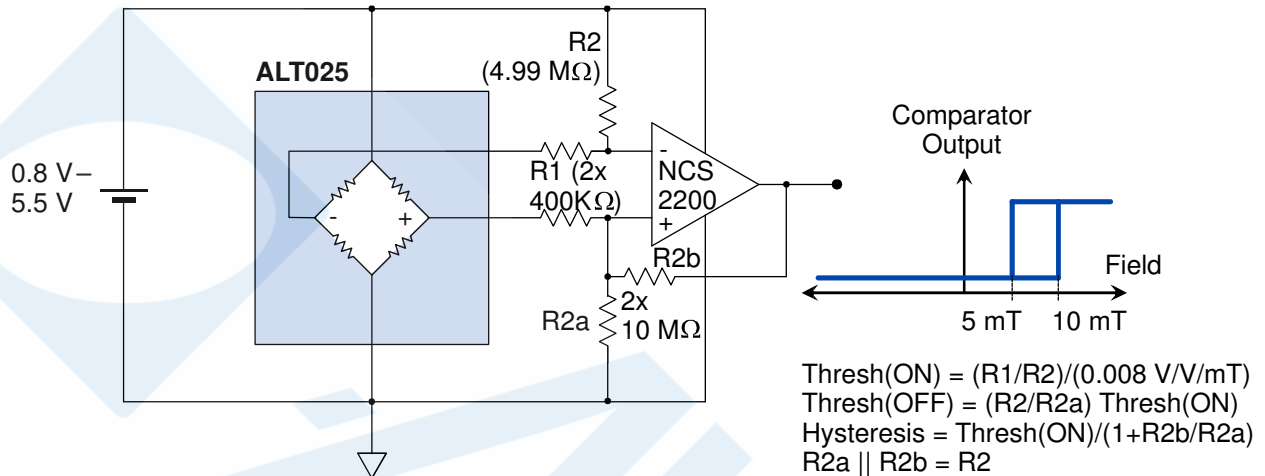 R2
(4.99 MΩ)
ALT025
Comparator
Output
0.8 V–
5.5 V
-
NCS
2200
+
R1 (2x
400KΩ)
-
+
R2b
2x
10 MΩ
R2a
Field
5 mT
10 mT
Thresh(ON) = (R1/R2)/(0.008 V/V/mT)
Thresh(OFF) = (R2/R2a) Thresh(ON)
Hysteresis = Thresh(ON)/(1+R2b/R2a)
R2a || R2b = R2